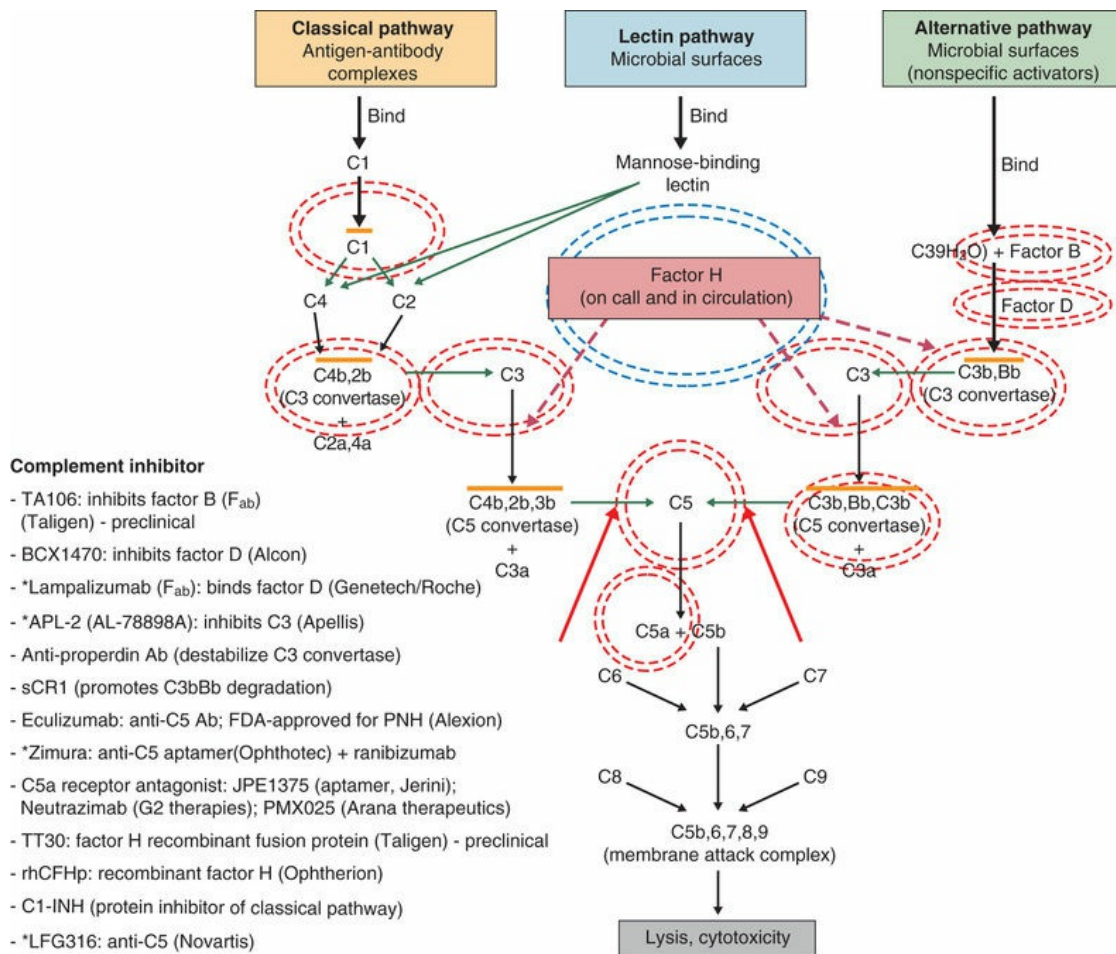 Classical pathway
Antigen-antibody
complexes
Lectin pathway
Microbial surfaces
Alternative pathway
Microbial surfaces
(nonspecific activators)
Bind
Bind
Bind
C1
Mannose-binding
lectin
C1
C39H2O) + Factor B
Factor H
(on call and in circulation)
C4
C2
Factor D
C4b,2b
(C3 convertase)
+
C2a,4a
C3
C3
C3b,Bb
(C3 convertase)
C4b,2b,3b
(C5 convertase)
+
C3a
C5
C3b,Bb,C3b
(C5 convertase)
+
C3a
C5a + C5b
C6
C7
C5b,6,7
C8
C9
C5b,6,7,8,9
(membrane attack complex)
Lysis, cytotoxicity
Complement inhibitor
- TA106: inhibits factor B (Fab)
(Taligen) - preclinical
- BCX1470: inhibits factor D (Alcon)
- *Lampalizumab (Fab): binds factor D (Genetech/Roche)
- *APL-2 (AL-78898A): inhibits C3 (Apellis)
- Anti-properdin Ab (destabilize C3 convertase)
- sCR1 (promotes C3bBb degradation)
- Eculizumab: anti-C5 Ab; FDA-approved for PNH (Alexion)
- *Zimura: anti-C5 aptamer(Ophthotec) + ranibizumab
- C5a receptor antagonist: JPE1375 (aptamer, Jerini);
Neutrazimab (G2 therapies); PMX025 (Arana therapeutics)
- TT30: factor H recombinant fusion protein (Taligen) - preclinical
- rhCFHp: recombinant factor H (Ophtherion)
- C1-INH (protein inhibitor of classical pathway)
- *LFG316: anti-C5 (Novartis)